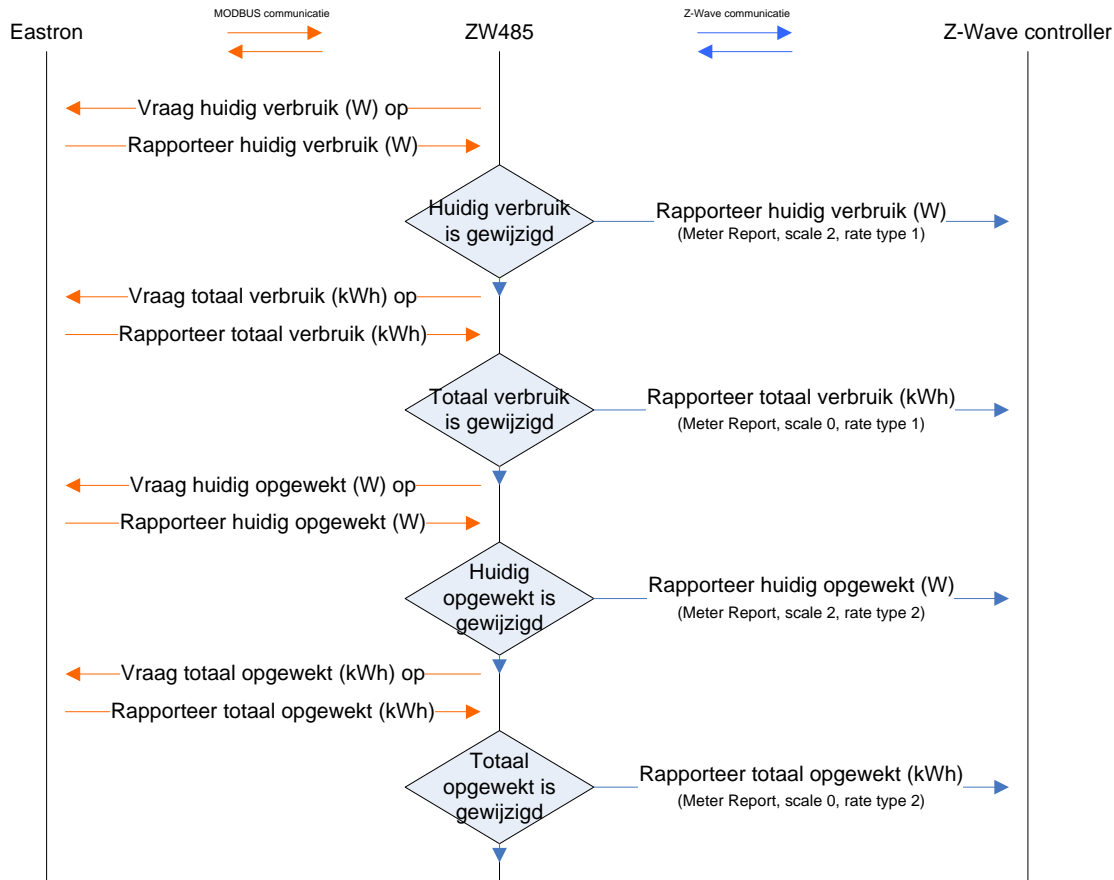 MODBUS communicatie
Z-Wave communicatie
Eastron
ZW485
Z-Wave controller
Vraag huidig verbruik (W) op
Rapporteer huidig verbruik (W)
Huidig verbruik
is gewijzigd
Rapporteer huidig verbruik (W)
(Meter Report, scale 2, rate type 1)
Vraag totaal verbruik (kWh) op
Rapporteer totaal verbruik (kWh)
Totaal verbruik
is gewijzigd
Rapporteer totaal verbruik (kWh)
(Meter Report, scale 0, rate type 1)
Vraag huidig opgewekt (W) op
Rapporteer huidig opgewekt (W)
Huidig
opgewekt is
gewijzigd
Rapporteer huidig opgewekt (W)
(Meter Report, scale 2, rate type 2)
Vraag totaal opgewekt (kWh) op
Rapporteer totaal opgewekt (kWh)
Totaal
opgewekt is
gewijzigd
Rapporteer totaal opgewekt (kWh)
(Meter Report, scale 0, rate type 2)